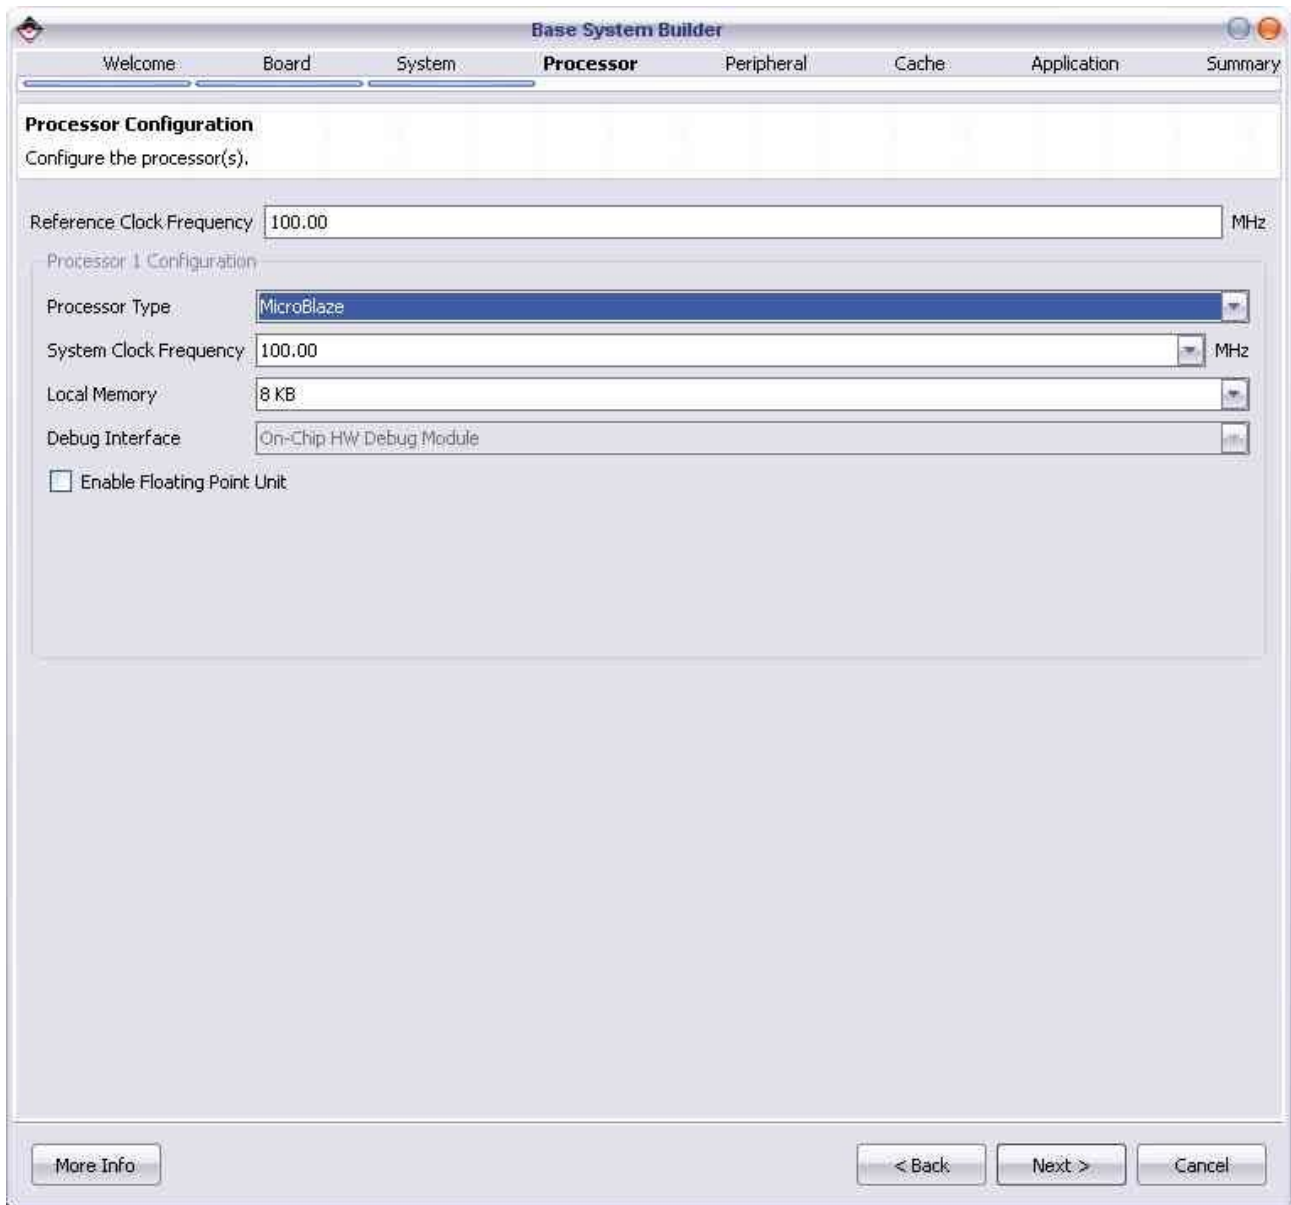 Base System Builder
Welcome Board System Processor Peripheral Cache Application Summary
Processor Configuration
Configure the processor(s).
Reference Clock Frequency 100.00 MHz
Processor 1 Configuration
Processor Type MicroBlaze
System Clock Frequency 100.00 MHz
Local Memory 8 KB
Debug Interface On-Chip HW Debug Module
Enable Floating Point Unit
More Info < Back Next > Cancel